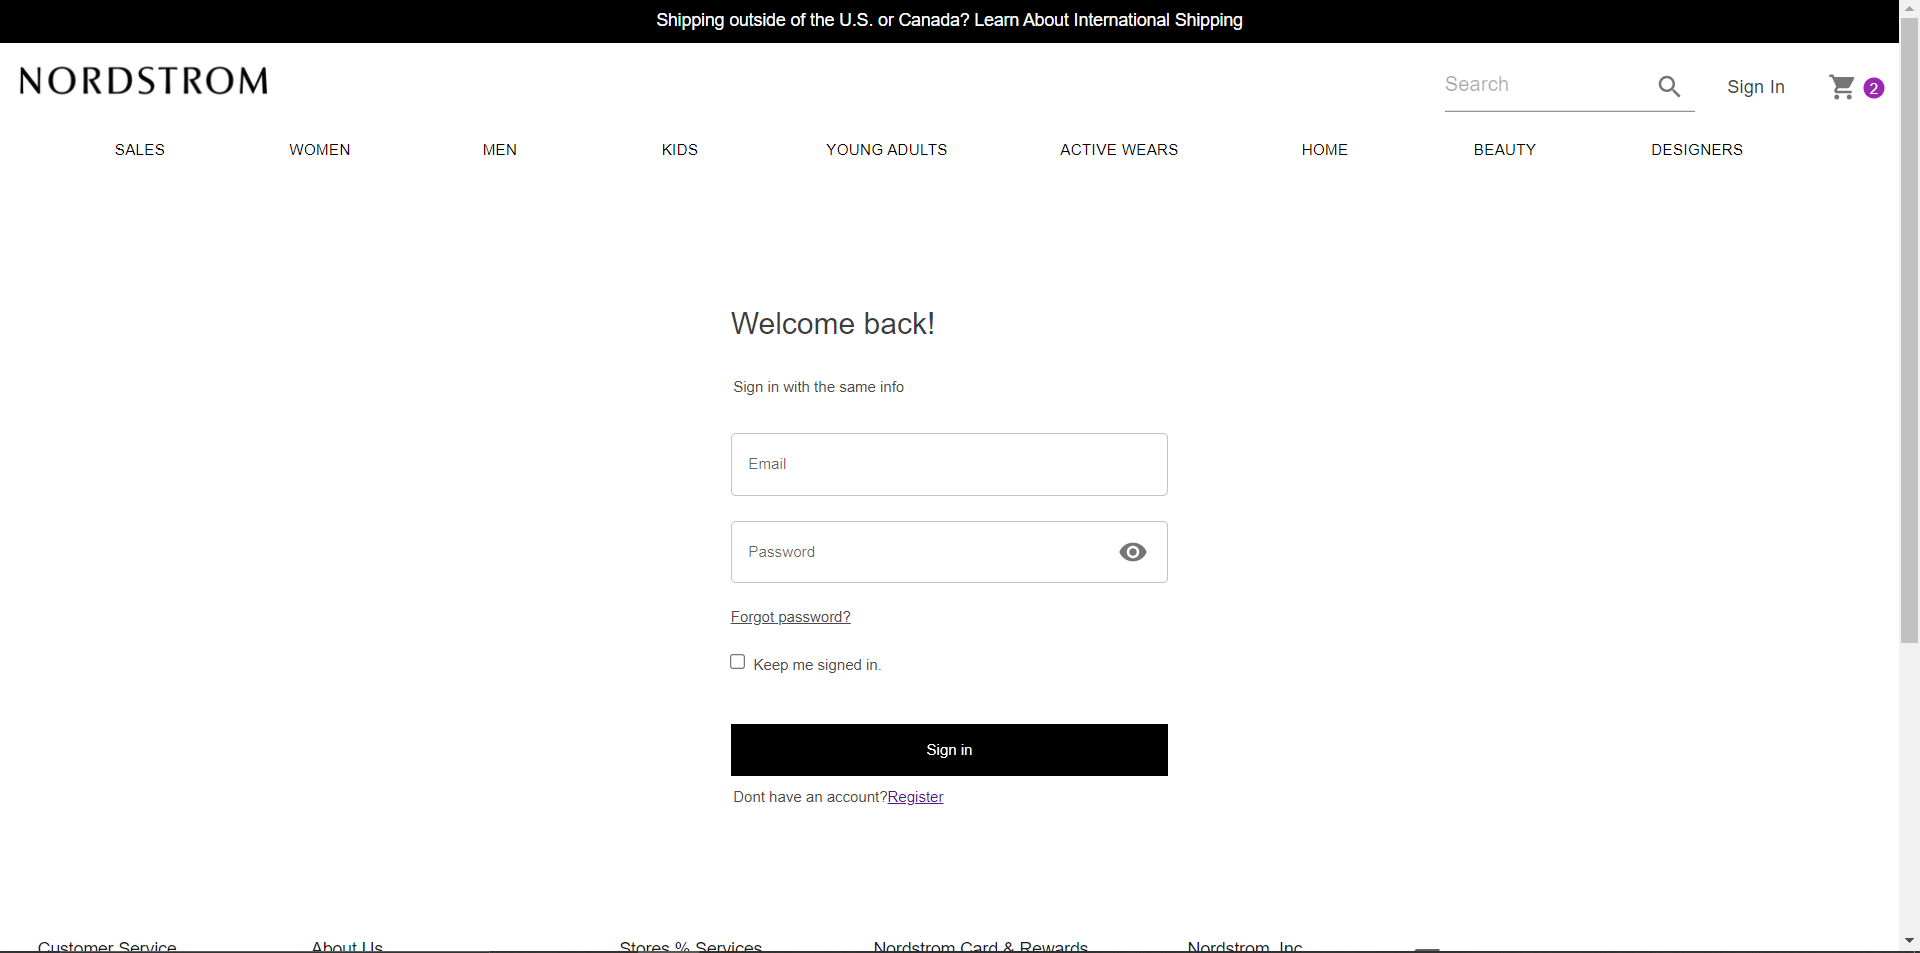 Shipping outside of the U.S. or Canada? Learn About International Shipping
NORDSTROM
Search
Sign In
2
SALES WOMEN MEN KIDS YOUNG ADULTS ACTIVE WEARS HOME BEAUTY DESIGNERS
Welcome back!
Sign in with the same info
Email
Password
Forgot password?
Keep me signed in.
Sign in
Dont have an account?Register
Customer Service About Us Stores % Services Nordstrom Card & Rewards Nordstrom, Inc